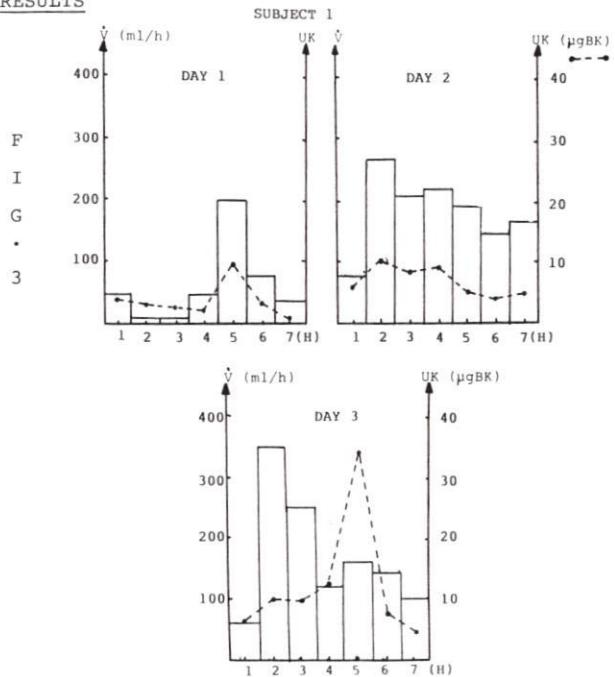 RESULTS
SUBJECT 1
V̇ (ml/h) UK V̇ UK (µgBK)
DAY 1 DAY 2
400 40
300 30
200 20
100 10
1 2 3 4 5 6 7(H) 1 2 3 4 5 6 7(H)
FIG. 3
V̇ (ml/h) UK (µgBK)
DAY 3
400 40
300 30
200 20
100 10
1 2 3 4 5 6 7 (H)